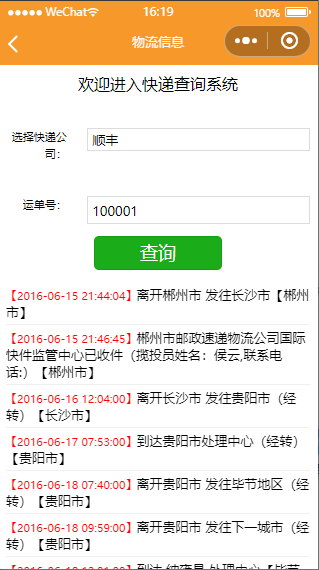 WeChat 16:19 100%
物流信息
欢迎进入快递查询系统
选择快递公
司：
顺丰
运单号：
100001
查询
【2016-06-15 21:44:04】离开郴州市 发往长沙市【郴州
市】
【2016-06-15 21:46:45】郴州市邮政速递物流公司国际
快件监管中心已收件（揽投员姓名：侯云,联系电
话:）【郴州市】
【2016-06-16 12:04:00】离开长沙市 发往贵阳市（经
转）【长沙市】
【2016-06-17 07:53:00】到达贵阳市处理中心（经转）
【贵阳市】
【2016-06-18 07:40:00】离开贵阳市 发往毕节地区（经
转）【贵阳市】
【2016-06-18 09:59:00】离开贵阳市 发往下一城市（经
转）【贵阳市】